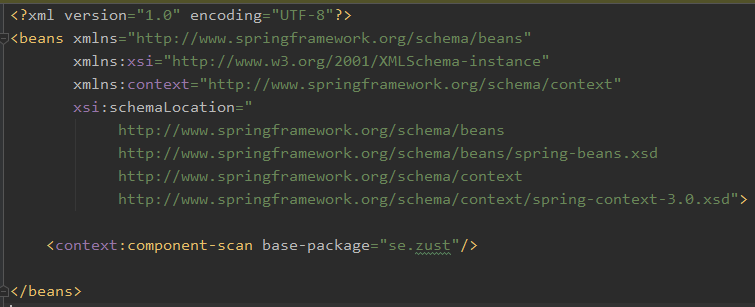 <?xml version="1.0" encoding="UTF-8"?>
<beans xmlns="http://www.springframework.org/schema/beans"
xmlns:xsi="http://www.w3.org/2001/XMLSchema-instance"
xmlns:context="http://www.springframework.org/schema/context"
xsi:schemaLocation="
http://www.springframework.org/schema/beans
http://www.springframework.org/schema/beans/spring-beans.xsd
http://www.springframework.org/schema/context
http://www.springframework.org/schema/context/spring-context-3.0.xsd">
<context:component-scan base-package="se.zust"/>
</beans>